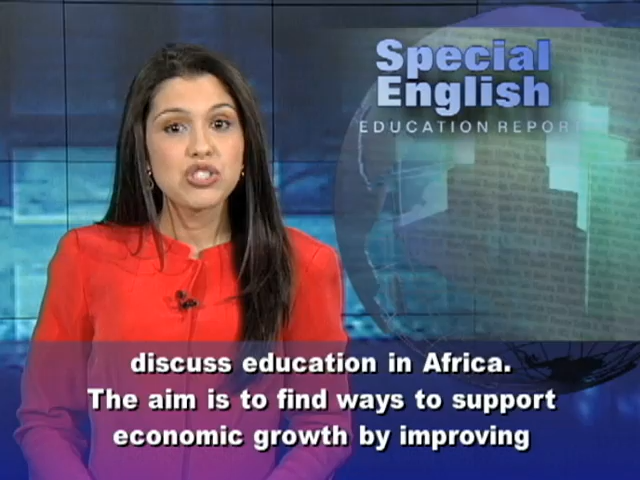 Special
English
EDUCATION REPORT
discuss education in Africa.
The aim is to find ways to support
economic growth by improving